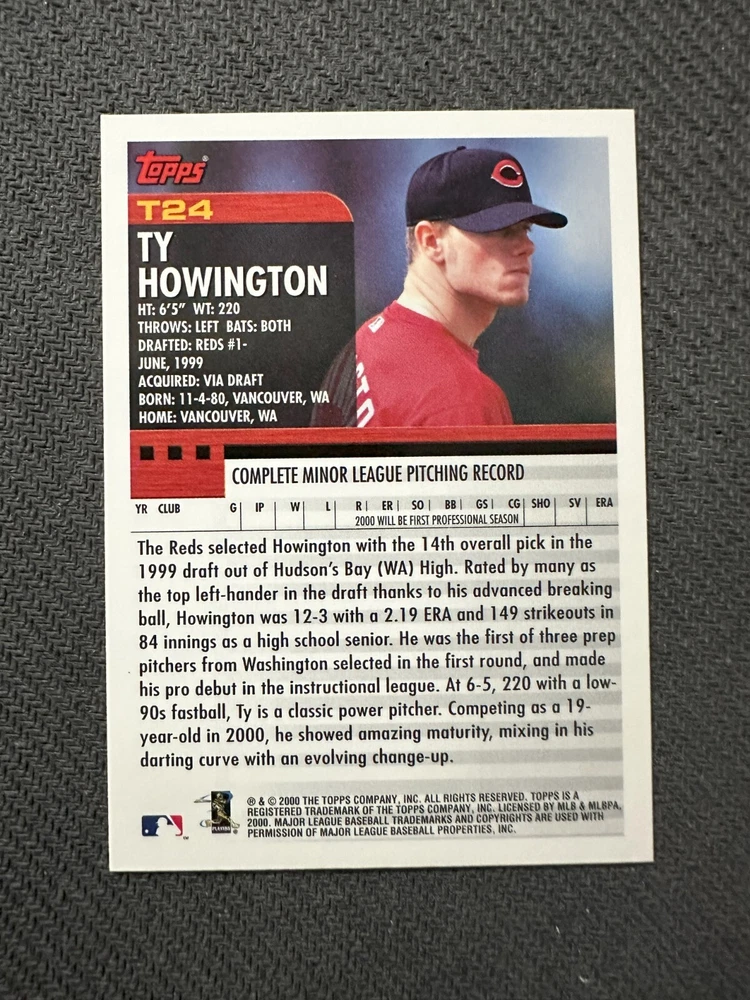 Topps®
T24
TY
HOWINGTON
HT: 6'5" WT: 220
THROWS: LEFT BATS: BOTH
DRAFTED: REDS #1-
JUNE, 1999
ACQUIRED: VIA DRAFT
BORN: 11-4-80, VANCOUVER, WA
HOME: VANCOUVER, WA
COMPLETE MINOR LEAGUE PITCHING RECORD
YR CLUB G IP W L R ER SO BB GS CG SHO SV ERA
2000 WILL BE FIRST PROFESSIONAL SEASON
The Reds selected Howington with the 14th overall pick in the
1999 draft out of Hudson's Bay (WA) High. Rated by many as
the top left-hander in the draft thanks to his advanced breaking
ball, Howington was 12-3 with a 2.19 ERA and 149 strikeouts in
84 innings as a high school senior. He was the first of three prep
pitchers from Washington selected in the first round, and made
his pro debut in the instructional league. At 6-5, 220 with a low-
90s fastball, Ty is a classic power pitcher. Competing as a 19-
year-old in 2000, he showed amazing maturity, mixing in his
darting curve with an evolving change-up.
® & © 2000 THE TOPPS COMPANY, INC. ALL RIGHTS RESERVED. TOPPS IS A
REGISTERED TRADEMARK OF THE TOPPS COMPANY, INC. LICENSED BY MLB & MLBPA,
2000. MAJOR LEAGUE BASEBALL TRADEMARKS AND COPYRIGHTS ARE USED WITH
PERMISSION OF MAJOR LEAGUE BASEBALL PROPERTIES, INC.